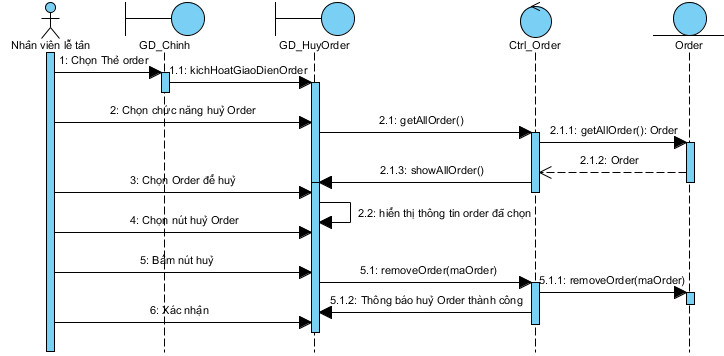 Nhân viên lễ tân
GD_Chinh
GD_HuyOrder
Ctrl_Order
Order
1: Chọn Thẻ order
1.1: kichHoatGiaoDienOrder
2: Chọn chức năng huỷ Order
2.1: getAllOrder()
2.1.1: getAllOrder(): Order
2.1.2: Order
2.1.3: showAllOrder()
3: Chọn Order để huỷ
2.2: hiển thị thông tin order đã chọn
4: Chọn nút huỷ Order
5: Bấm nút huỷ
5.1: removeOrder(maOrder)
5.1.1: removeOrder(maOrder)
5.1.2: Thông báo huỷ Order thành công
6: Xác nhận